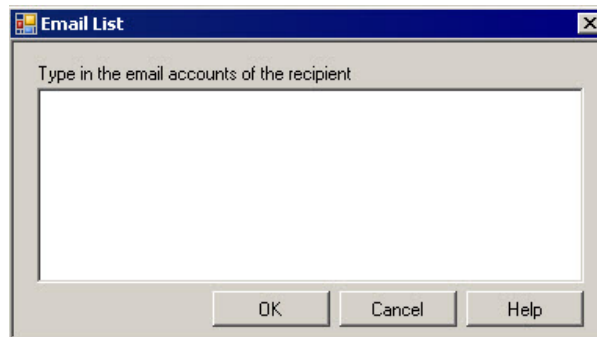 Email List
Type in the email accounts of the recipient
OK Cancel Help